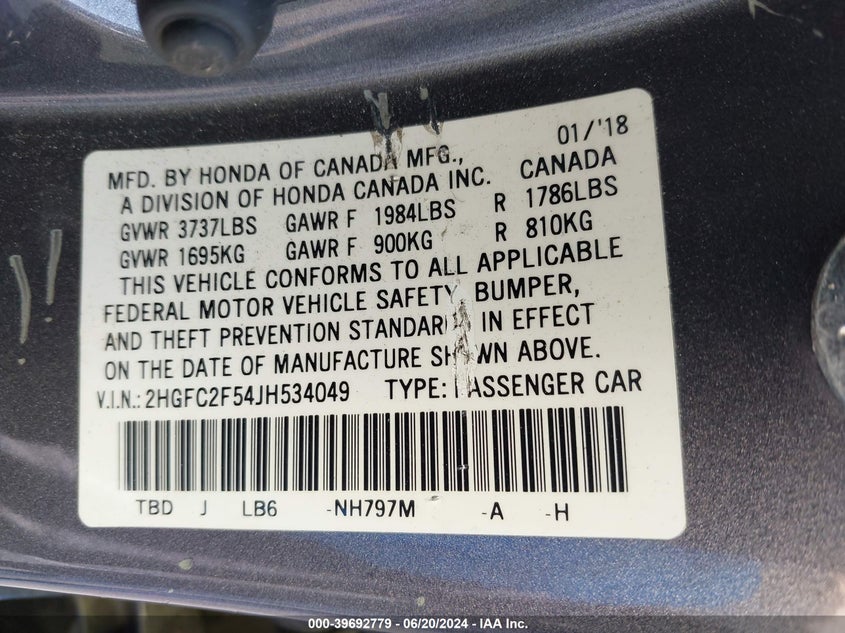 01/'18
MFD. BY HONDA OF CANADA MFG.,
A DIVISION OF HONDA CANADA INC. CANADA
GVWR 3737LBS GAWR F 1984LBS R 1786LBS
GVWR 1695KG GAWR F 900KG R 810KG
THIS VEHICLE CONFORMS TO ALL APPLICABLE
FEDERAL MOTOR VEHICLE SAFETY, BUMPER,
AND THEFT PREVENTION STANDARDS IN EFFECT
ON THE DATE OF MANUFACTURE SHOWN ABOVE.
V.I.N.: 2HGFC2F54JH534049 TYPE: PASSENGER CAR
TBD J LB6 -NH797M -A -H
000-39692779 - 06/20/2024 - IAA Inc.